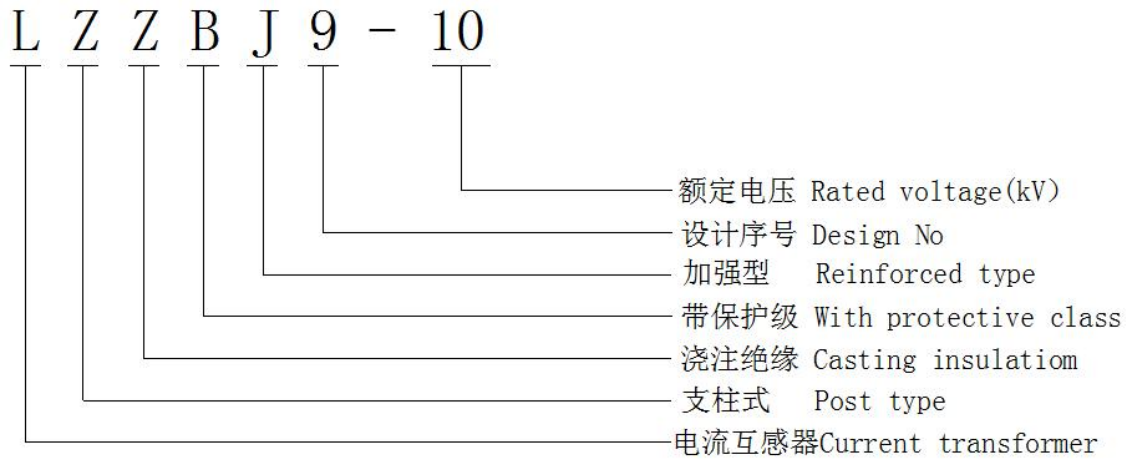 LZZBJ9-10
额定电压 Rated voltage(kV)
设计序号 Design No
加强型 Reinforced type
带保护级 With protective class
浇注绝缘 Casting insulatiom
支柱式 Post type
电流互感器Current transformer